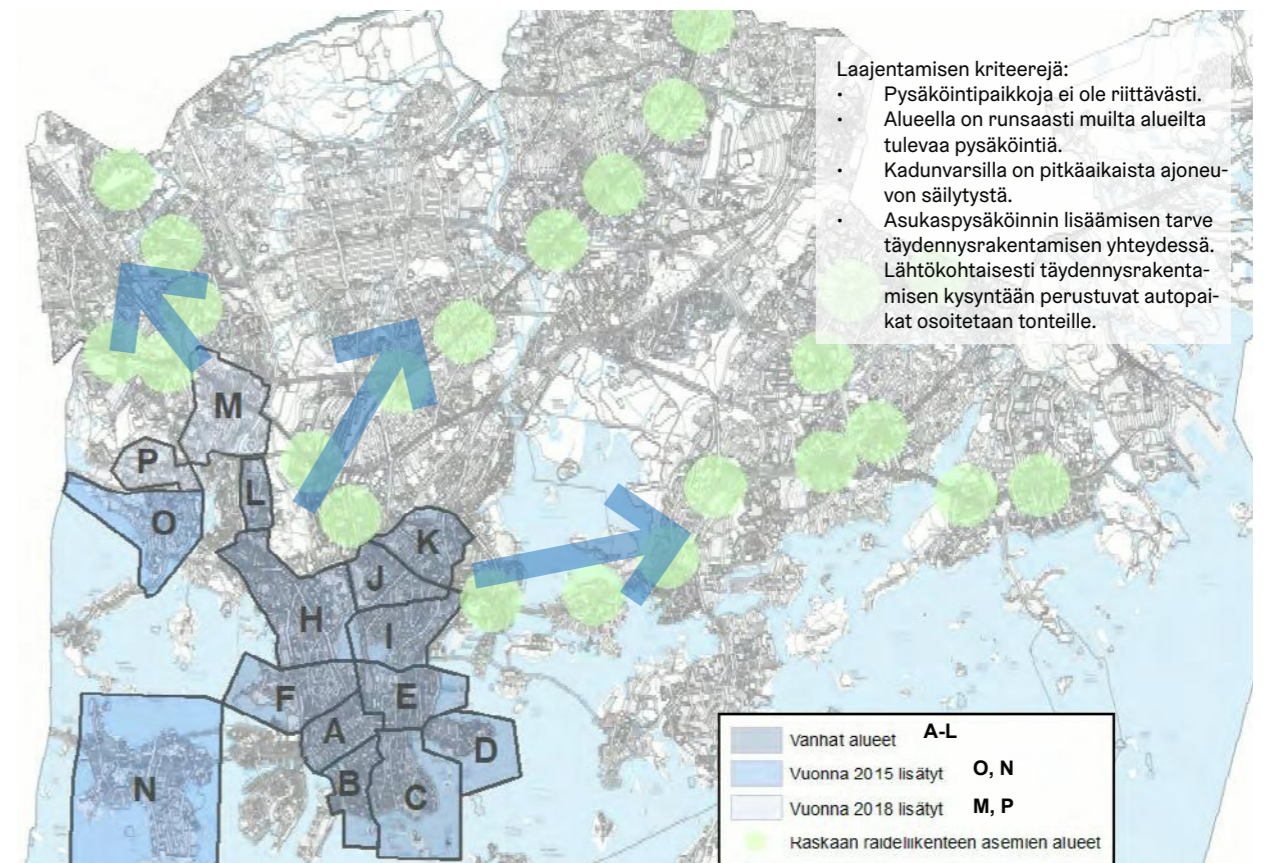 Laajentamisen kriteerejä:
• Pysäköintipaikkoja ei ole riittävästi.
• Alueella on runsaasti muilta alueilta
tulevaa pysäköintiä.
• Kadunvarsilla on pitkäaikaista ajoneu-
von säilytystä.
• Asukaspysäköinnin lisäämisen tarve
täydennysrakentamisen yhteydessä.
Lähtökohtaisesti täydennysrakenta-
misen kysyntään perustuvat autopai-
kat osoitetaan tonteille.
M
P
L
O
K
J
H
I
F
E
A
D
N
B
C
Vanhat alueet A-L
Vuonna 2015 lisätyt O, N
Vuonna 2018 lisätyt M, P
Raskaan raideliikenteen asemien alueet